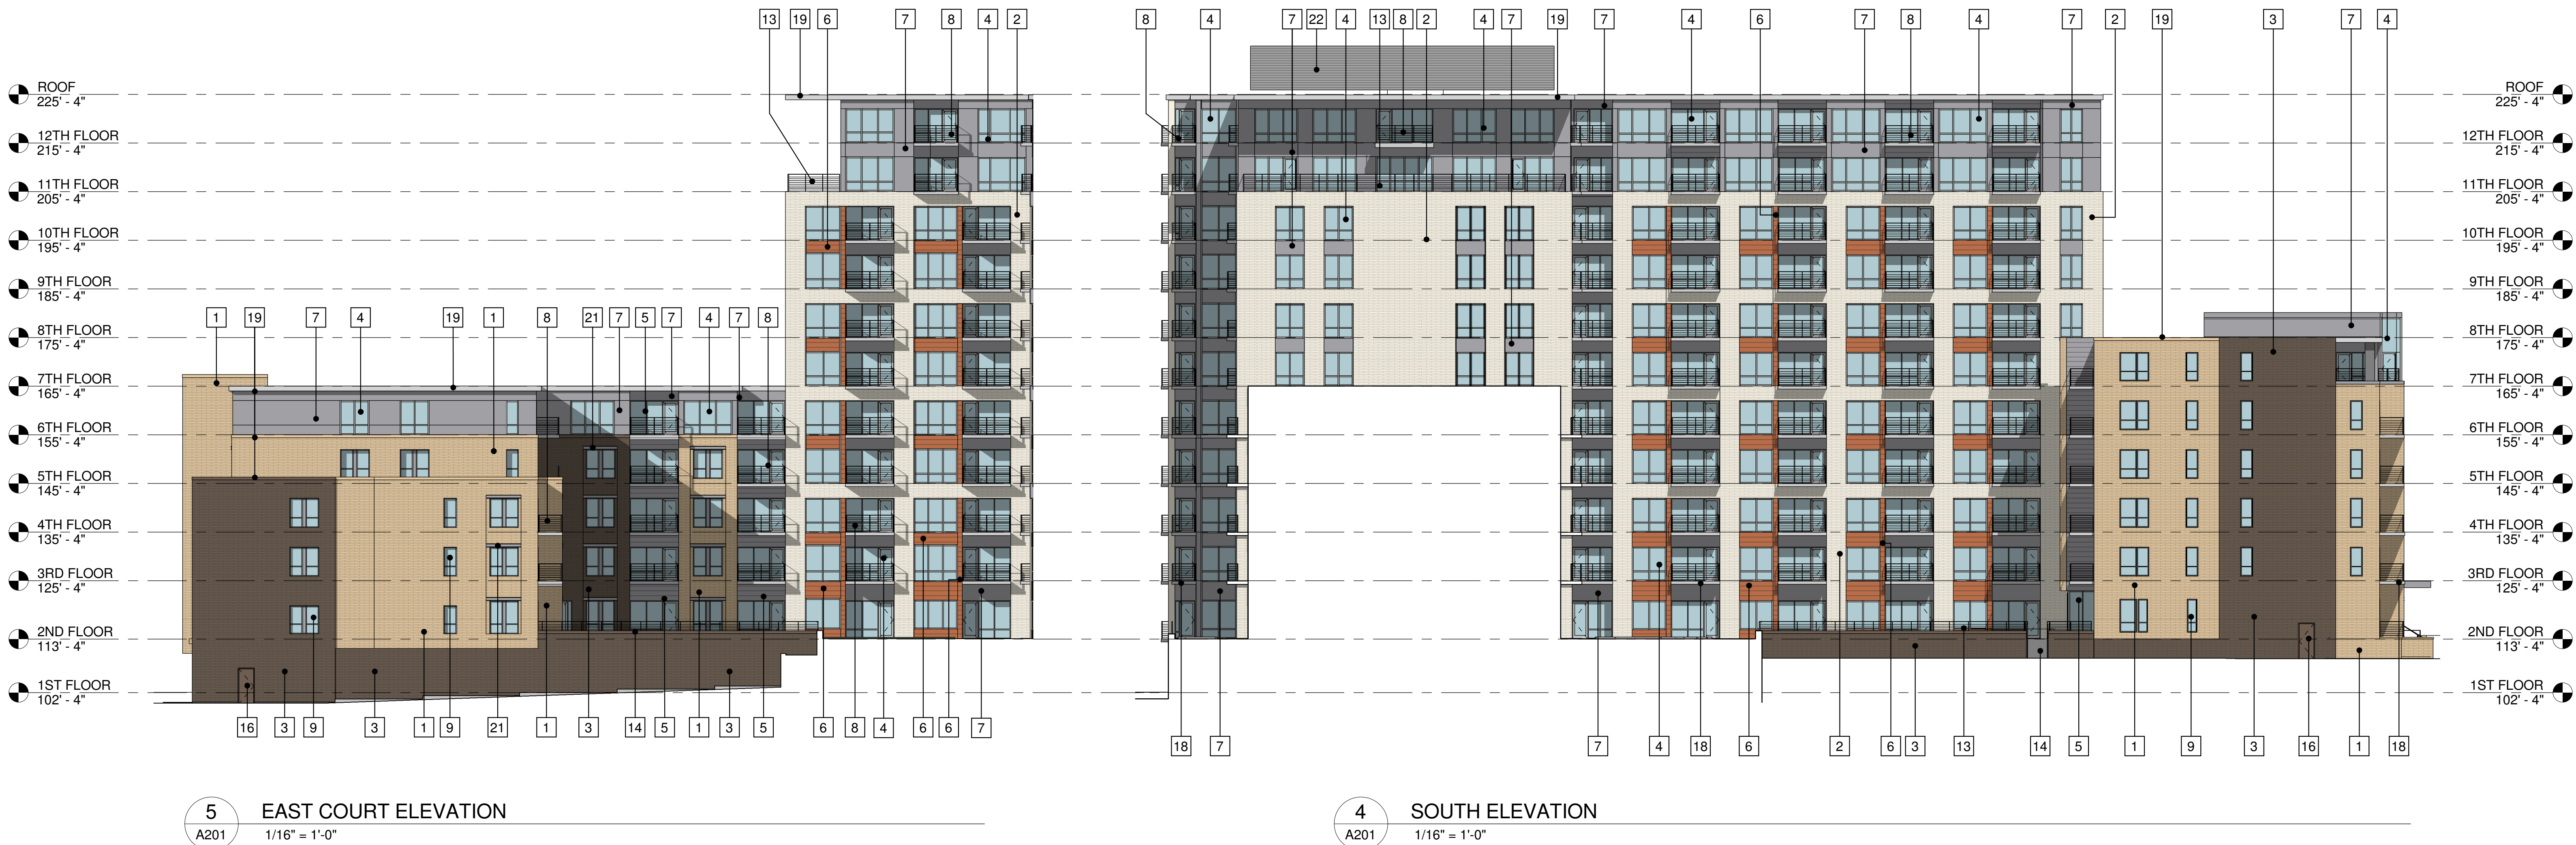 13 19 6 7 8 4 2 8 4 7 22 4 13 8 2 4 7 19 7 4 6 7 8 4 7 2 19 3 7 4
ROOF
225' - 4"
12TH FLOOR
215' - 4"
11TH FLOOR
205' - 4"
10TH FLOOR
195' - 4"
9TH FLOOR
185' - 4"
8TH FLOOR
175' - 4"
7TH FLOOR
165' - 4"
6TH FLOOR
155' - 4"
5TH FLOOR
145' - 4"
4TH FLOOR
135' - 4"
3RD FLOOR
125' - 4"
2ND FLOOR
113' - 4"
1ST FLOOR
102' - 4"
1 19 7 4 19 1 8 21 7 5 7 4 7 8
ROOF
225' - 4"
12TH FLOOR
215' - 4"
11TH FLOOR
205' - 4"
10TH FLOOR
195' - 4"
9TH FLOOR
185' - 4"
8TH FLOOR
175' - 4"
7TH FLOOR
165' - 4"
6TH FLOOR
155' - 4"
5TH FLOOR
145' - 4"
4TH FLOOR
135' - 4"
3RD FLOOR
125' - 4"
2ND FLOOR
113' - 4"
1ST FLOOR
102' - 4"
16 3 9 3 1 9 21 1 3 14 5 1 3 5 6 8 4 6 6 7
18 7 7 4 18 6 2 6 3 13 14 5 1 9 3 16 1 18
5
A201
EAST COURT ELEVATION
1/16" = 1'-0"
4
A201
SOUTH ELEVATION
1/16" = 1'-0"